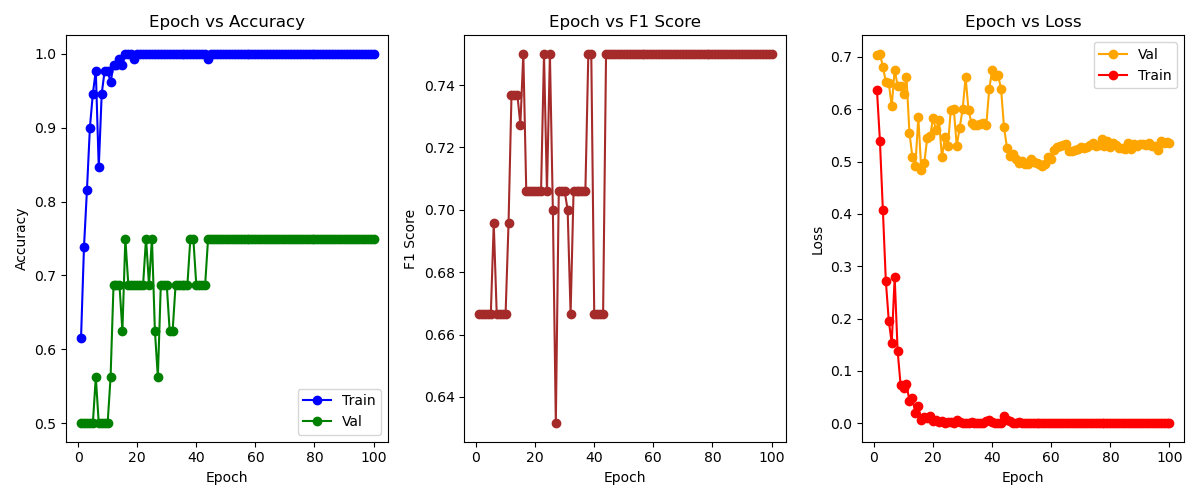 Epoch vs Accuracy
Accuracy
1.0
0.9
0.8
0.7
0.6
0.5
0 20 40 60 80 100
Epoch
Train
Val
Epoch vs F1 Score
F1 Score
0.74
0.72
0.70
0.68
0.66
0.64
0 20 40 60 80 100
Epoch
Epoch vs Loss
Loss
0.7
0.6
0.5
0.4
0.3
0.2
0.1
0.0
0 20 40 60 80 100
Epoch
Val
Train